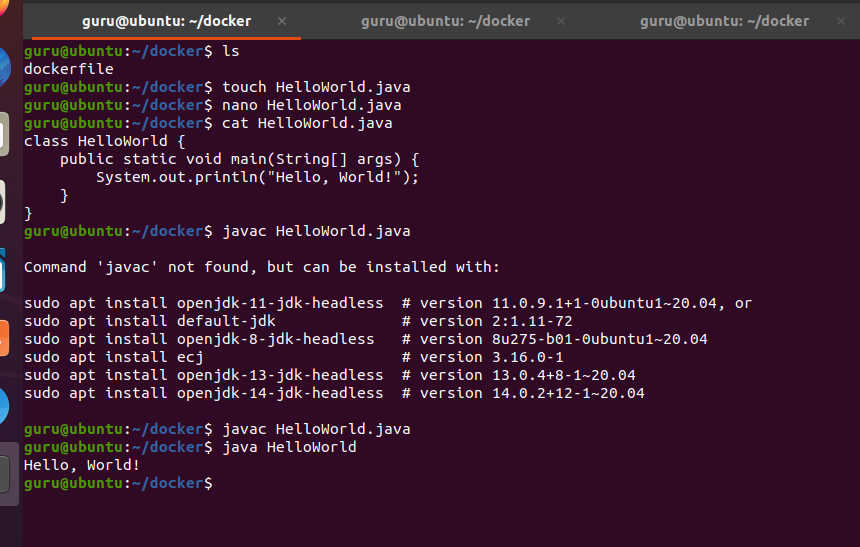 guru@ubuntu: ~/docker × guru@ubuntu: ~/docker × guru@ubuntu: ~/docker ×
guru@ubuntu:~/docker$ ls
dockerfile
guru@ubuntu:~/docker$ touch HelloWorld.java
guru@ubuntu:~/docker$ nano HelloWorld.java
guru@ubuntu:~/docker$ cat HelloWorld.java
class HelloWorld {
    public static void main(String[] args) {
        System.out.println("Hello, World!");
    }
}
guru@ubuntu:~/docker$ javac HelloWorld.java

Command 'javac' not found, but can be installed with:

sudo apt install openjdk-11-jdk-headless  # version 11.0.9.1+1-0ubuntu1~20.04, or
sudo apt install default-jdk              # version 2:1.11-72
sudo apt install openjdk-8-jdk-headless   # version 8u275-b01-0ubuntu1~20.04
sudo apt install ecj                      # version 3.16.0-1
sudo apt install openjdk-13-jdk-headless  # version 13.0.4+8-1~20.04
sudo apt install openjdk-14-jdk-headless  # version 14.0.2+12-1~20.04

guru@ubuntu:~/docker$ javac HelloWorld.java
guru@ubuntu:~/docker$ java HelloWorld
Hello, World!
guru@ubuntu:~/docker$